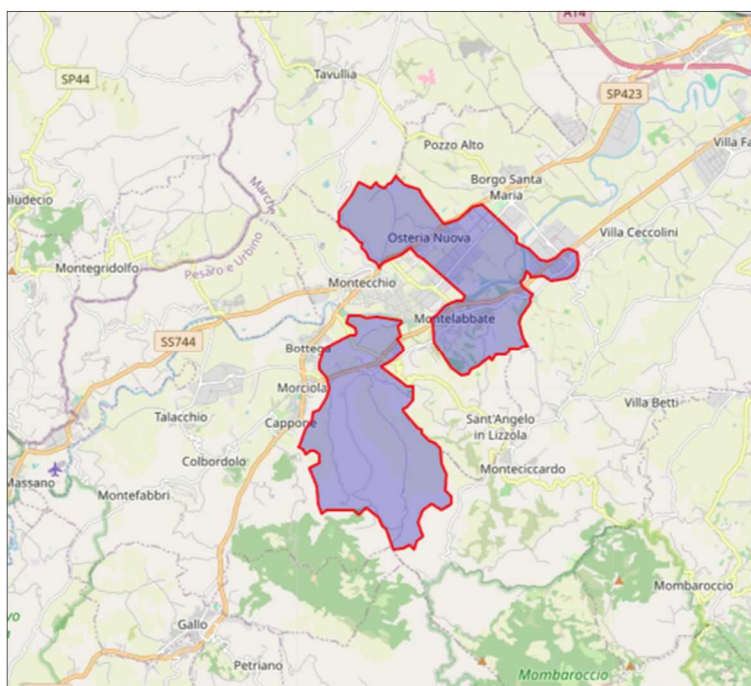 A14
SP44
Tavullia
SP423
Pozzo Alto
Villa Fa
Borgo Santa
Maria
Marche
aludecio
Osteria Nuova
Villa Ceccolini
Montegridolfo
Pesaro e Urbino
Montecchio
Montelabbate
SS744
Bottega
Morciola
Villa Betti
Talacchio
Cappone
Sant'Angelo
in Lizzola
Colbordolo
Monteciccardo
Massano
Montefabbri
Mombaroccio
Gallo
Petriano
Mombaroccio